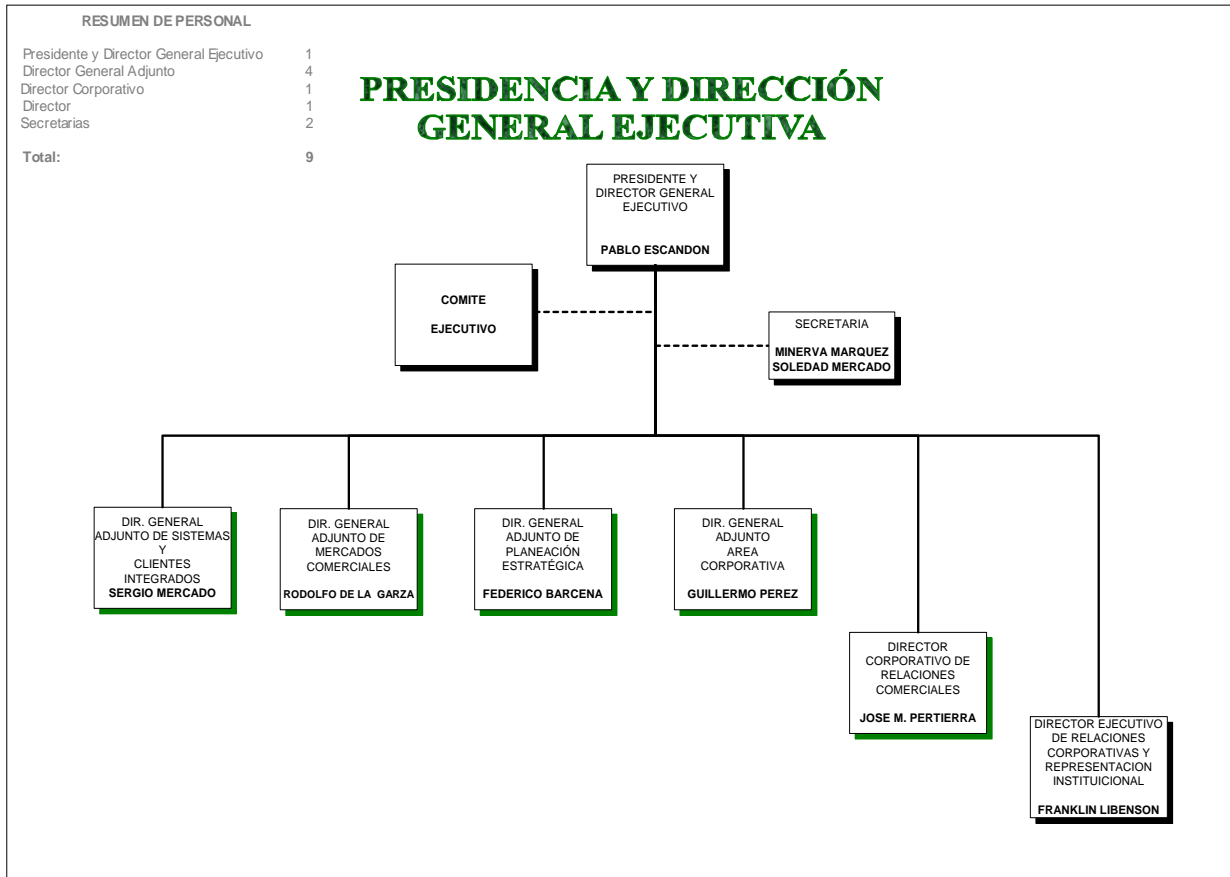 RESUMEN DE PERSONAL
Presidente y Director General Ejecutivo 1
Director General Adjunto 4
Director Corporativo 1
Director 1
Secretarias 2
Total: 9
PRESIDENCIA Y DIRECCIÓN
GENERAL EJECUTIVA
PRESIDENTE Y
DIRECTOR GENERAL
EJECUTIVO
PABLO ESCANDON
COMITE
EJECUTIVO
SECRETARIA
MINERVA MARQUEZ
SOLEDAD MERCADO
DIR. GENERAL
ADJUNTO DE SISTEMAS
Y
CLIENTES
INTEGRADOS
SERGIO MERCADO
DIR. GENERAL
ADJUNTO DE
MERCADOS
COMERCIALES
RODOLFO DE LA GARZA
DIR. GENERAL
ADJUNTO DE
PLANEACIÓN
ESTRATÉGICA
FEDERICO BARCENA
DIR. GENERAL
ADJUNTO
AREA
CORPORATIVA
GUILLERMO PEREZ
DIRECTOR
CORPORATIVO DE
RELACIONES
COMERCIALES
JOSE M. PERTIERRA
DIRECTOR EJECUTIVO
DE RELACIONES
CORPORATIVAS Y
REPRESENTACION
INSTITUICIONAL
FRANKLIN LIBENSON